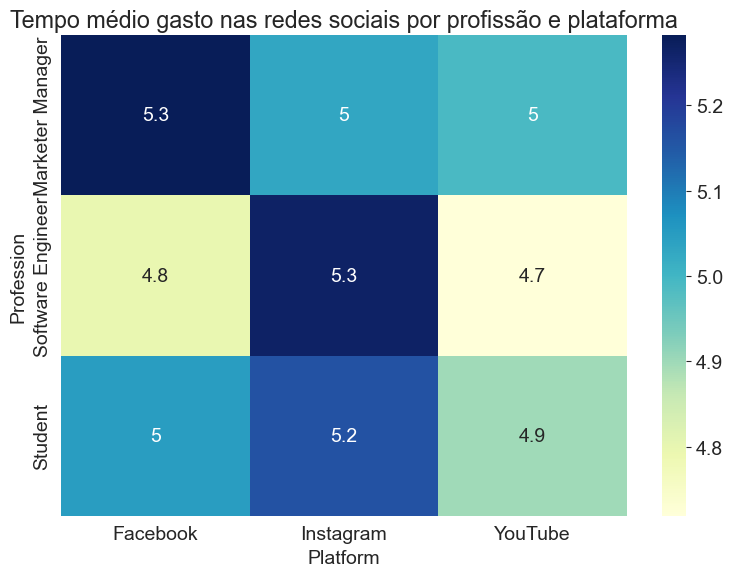 Tempo médio gasto nas redes sociais por profissão e plataforma
Profession
Marketer Manager
5.3
5
5
Software Engineer
4.8
5.3
4.7
Student
5
5.2
4.9
Facebook
Instagram
YouTube
Platform
5.2
5.1
5.0
4.9
4.8